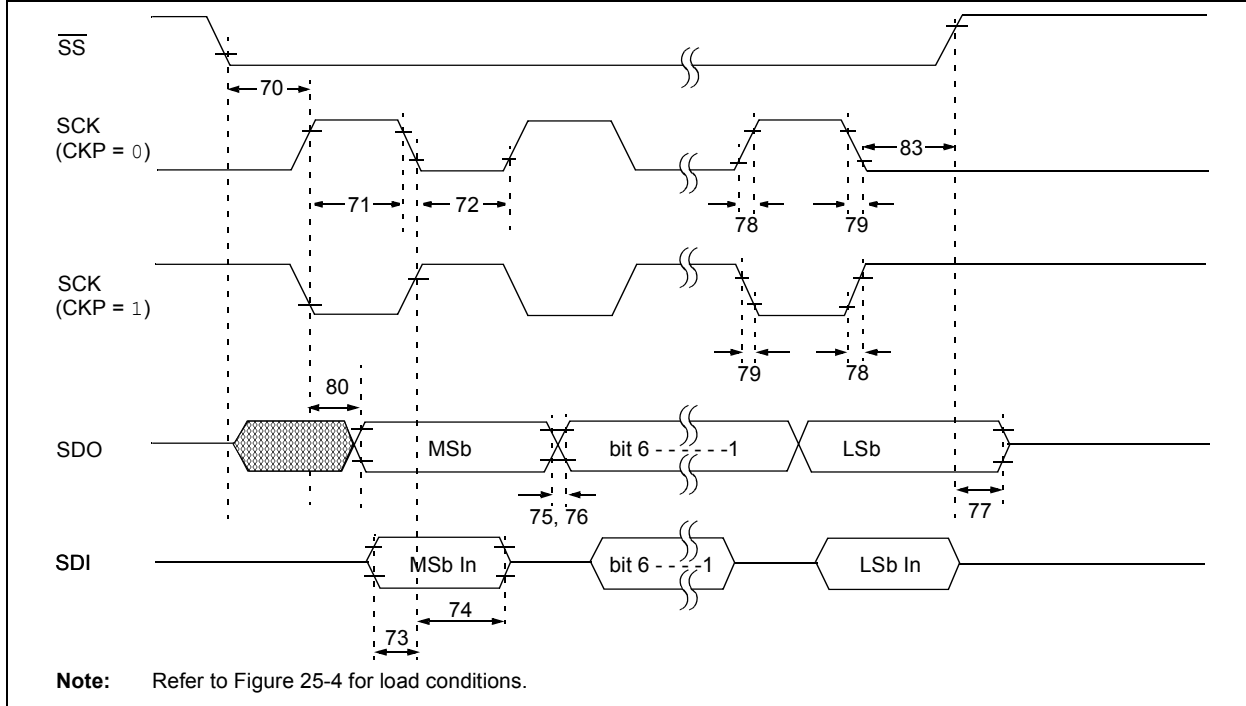 SS
70
SCK
(CKP = 0)
83
71
72
78
79
SCK
(CKP = 1)
79
78
80
SDO
MSb
bit 6 - - - - - -1
LSb
75, 76
77
SDI
MSb In
bit 6 - - - - 1
LSb In
74
73
Note: Refer to Figure 25-4 for load conditions.